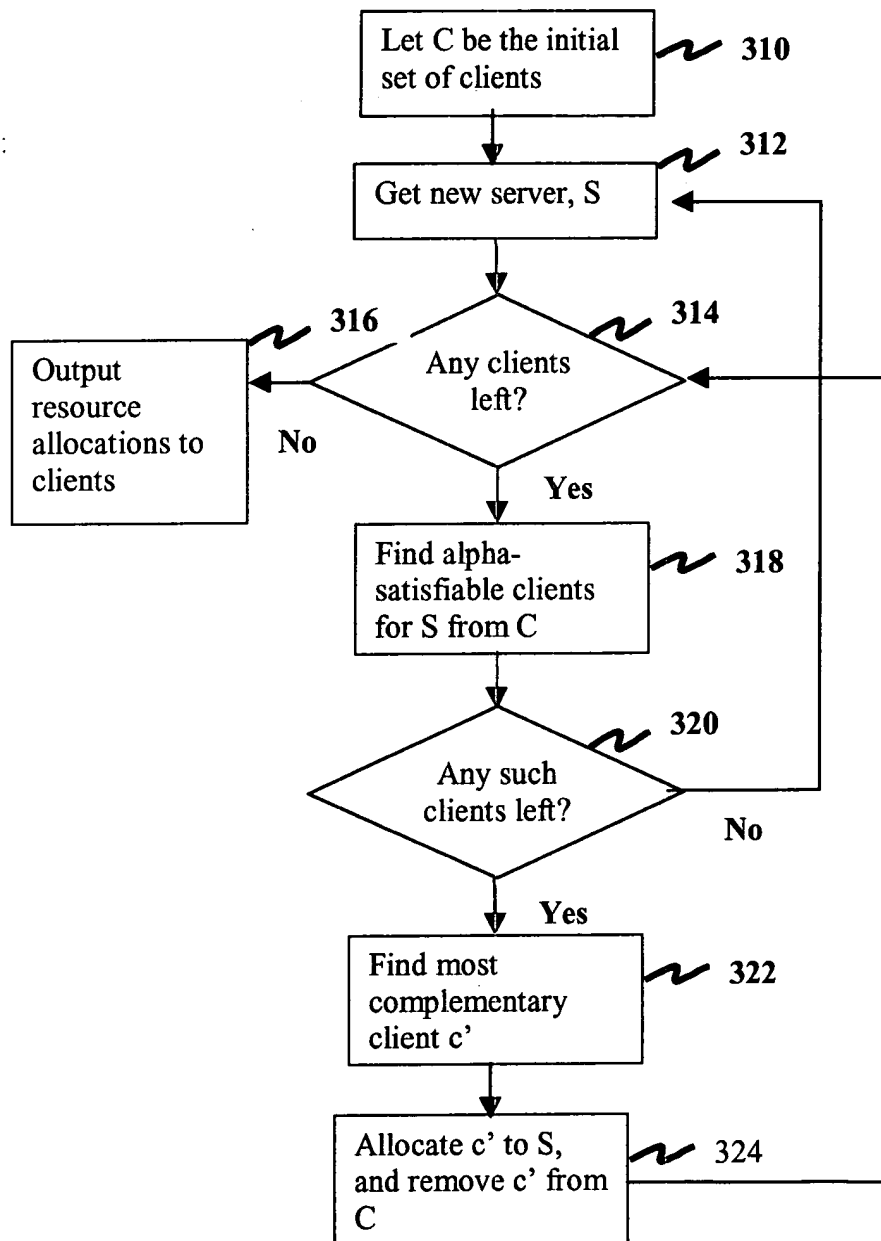 Let C be the initial
set of clients
310
312
Get new server, S
316
314
Output
resource
allocations to
clients
Any clients
left?
No
Yes
Find alpha-
satisfiable clients
for S from C
318
320
Any such
clients left?
No
Yes
Find most
complementary
client c’
322
Allocate c’ to S,
and remove c’ from
C
324